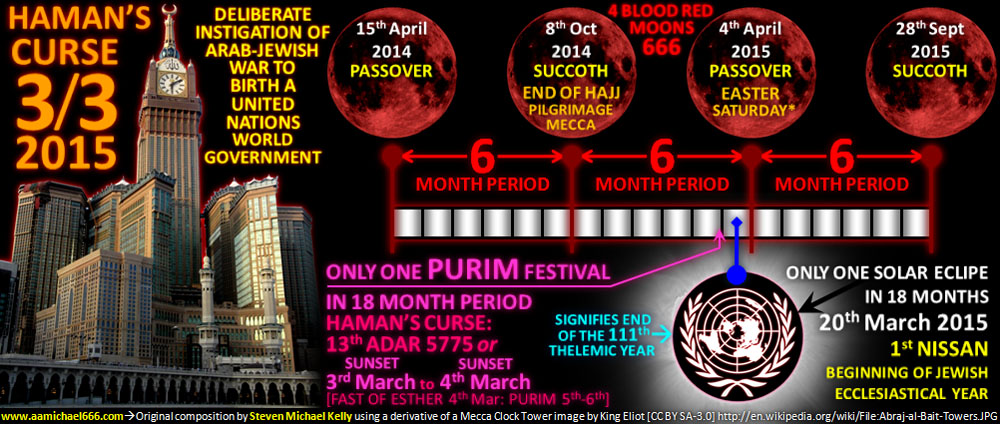 HAMAN'S
CURSE
3/3
2015
DELIBERATE
INSTIGATION OF
ARAB-JEWISH
WAR TO
BIRTH A
UNITED
NATIONS
WORLD
GOVERNMENT
15th April
2014
PASSOVER
8th Oct
2014
SUCCOTH
END OF HAJJ
PILGRIMAGE
MECCA
4 BLOOD RED
MOONS
666
4th April
2015
PASSOVER
EASTER
SATURDAY*
28th Sept
2015
SUCCOTH
6
MONTH PERIOD
6
MONTH PERIOD
6
MONTH PERIOD
ONLY ONE PURIM FESTIVAL
IN 18 MONTH PERIOD
HAMAN'S CURSE:
13th ADAR 5775 or
SUNSET SUNSET
3rd March to 4th March
[FAST OF ESTHER 4th Mar: PURIM 5th-6th]
SIGNIFIES END
OF THE 111th
THELEMIC YEAR
ONLY ONE SOLAR ECLIPE
IN 18 MONTHS
20th March 2015
1st NISSAN
BEGINNING OF JEWISH
ECCLESIASTICAL YEAR
www.aamichael666.com→Original composition by Steven Michael Kelly using a derivative of a Mecca Clock Tower image by King Eliot [CC BY SA-3.0] http://en.wikipedia.org/wiki/File:Abraj-al-Bait-Towers.JPG